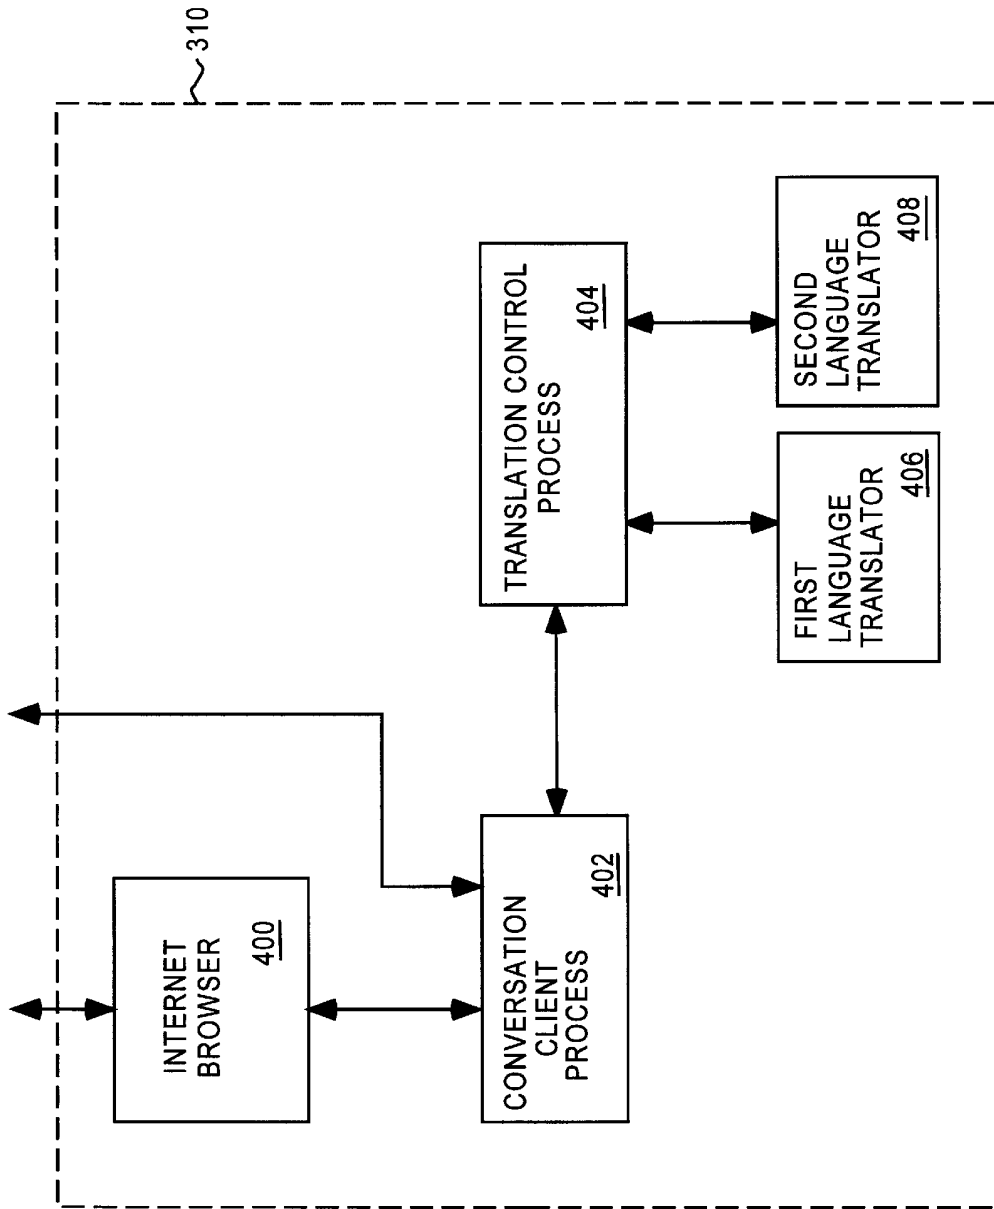 310
INTERNET
BROWSER
400
CONVERSATION
CLIENT
PROCESS
402
TRANSLATION CONTROL
PROCESS
404
FIRST
LANGUAGE
TRANSLATOR
406
SECOND
LANGUAGE
TRANSLATOR
408